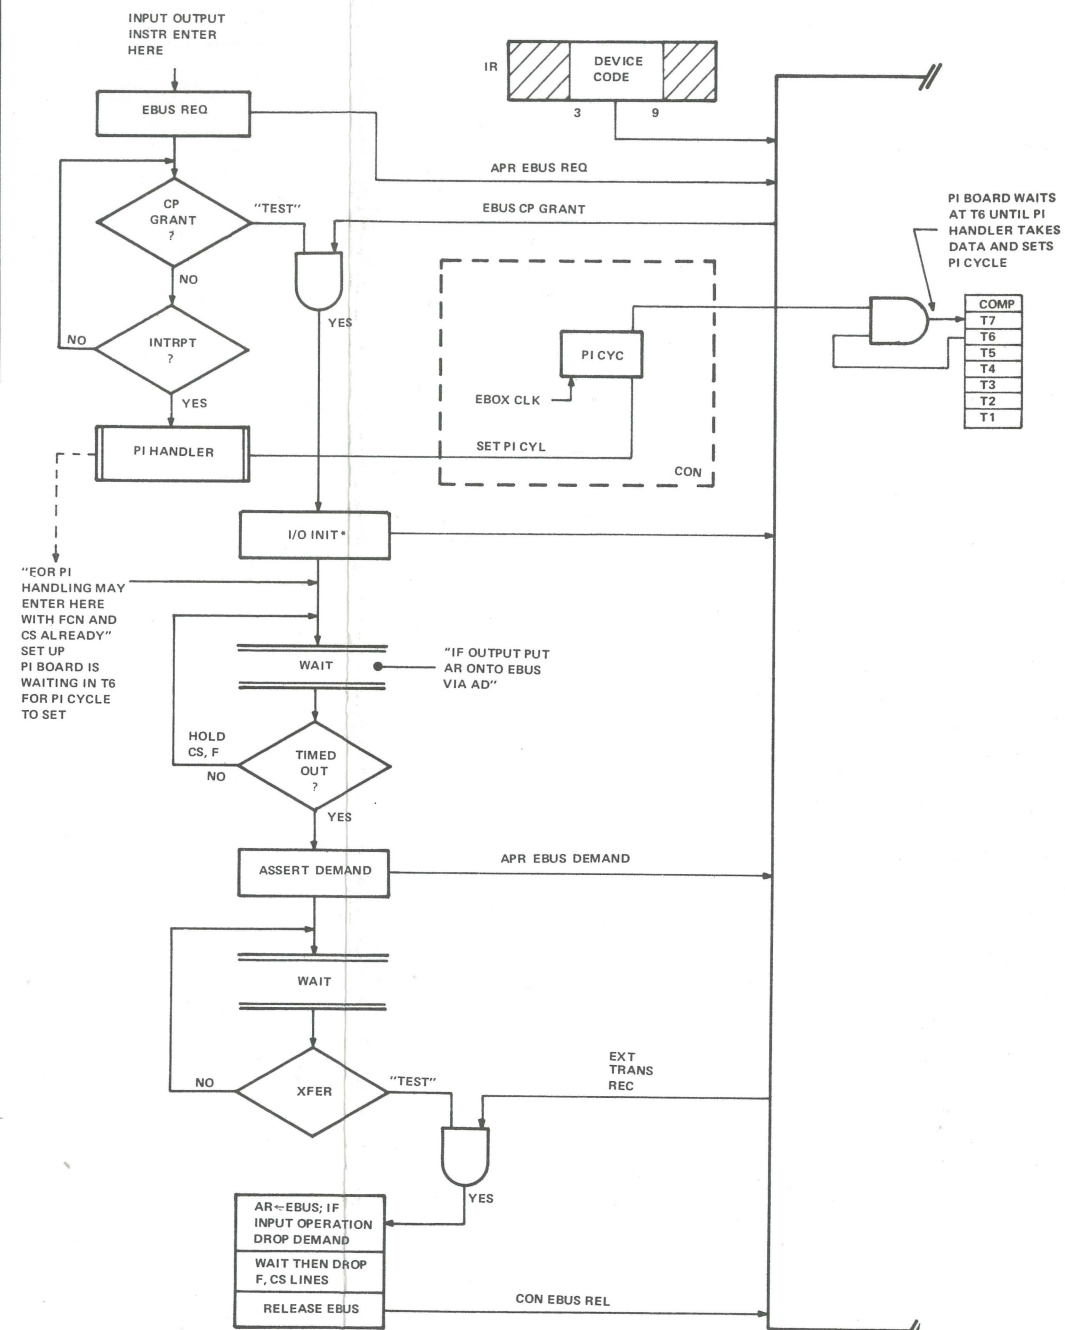 INPUT OUTPUT
INSTR ENTER
HERE
IR
DEVICE
CODE
3
9
EBUS REQ
APR EBUS REQ
CP
GRANT
?
"TEST"
EBUS CP GRANT
NO
YES
INTRPT
?
NO
YES
PI HANDLER
PI CYC
EBOX CLK
SET PI CYL
CON
PI BOARD WAITS
AT T6 UNTIL PI
HANDLER TAKES
DATA AND SETS
PI CYCLE
COMP
T7
T6
T5
T4
T3
T2
T1
I/O INIT*
"FOR PI
HANDLING MAY
ENTER HERE
WITH FCN AND
CS ALREADY"
SET UP
PI BOARD IS
WAITING IN T6
FOR PI CYCLE
TO SET
WAIT
"IF OUTPUT PUT
AR ONTO EBUS
VIA AD"
HOLD
CS, F
NO
TIMED
OUT
?
YES
ASSERT DEMAND
APR EBUS DEMAND
WAIT
NO
XFER
"TEST"
EXT
TRANS
REC
YES
AR←EBUS; IF
INPUT OPERATION
DROP DEMAND
WAIT THEN DROP
F, CS LINES
RELEASE EBUS
CON EBUS REL